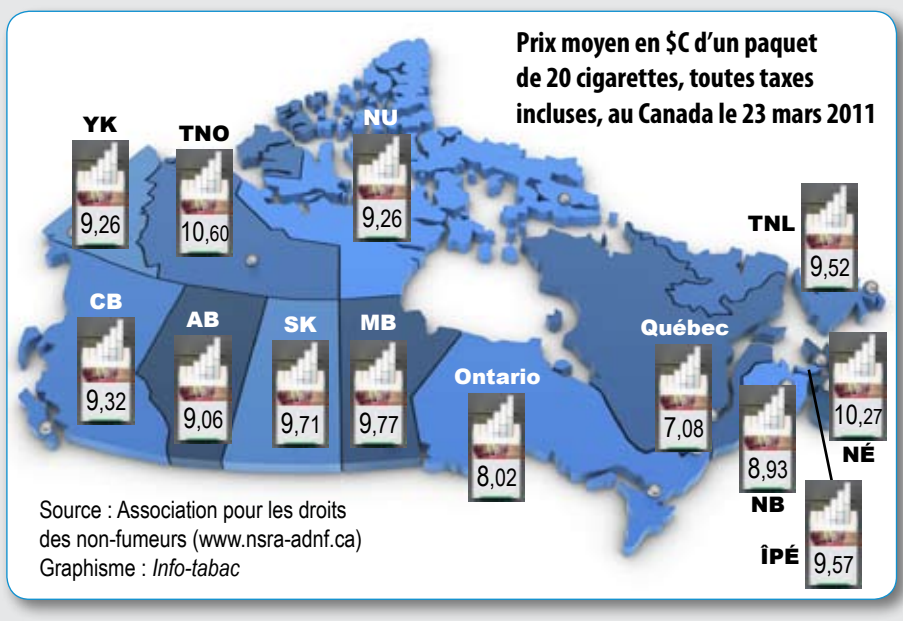 Prix moyen en $C d'un paquet
de 20 cigarettes, toutes taxes
incluses, au Canada le 23 mars 2011
YK
9,26
TNO
10,60
NU
9,26
TNL
9,52
CB
9,32
AB
9,06
SK
9,71
MB
9,77
Ontario
8,02
Québec
7,08
NB
8,93
NÉ
10,27
ÎPÉ
9,57
Source : Association pour les droits
des non-fumeurs (www.nsra-adnf.ca)
Graphisme : Info-tabac